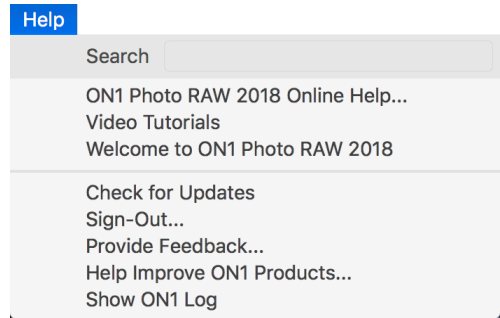 Help
Search
ON1 Photo RAW 2018 Online Help...
Video Tutorials
Welcome to ON1 Photo RAW 2018
Check for Updates
Sign-Out...
Provide Feedback...
Help Improve ON1 Products...
Show ON1 Log